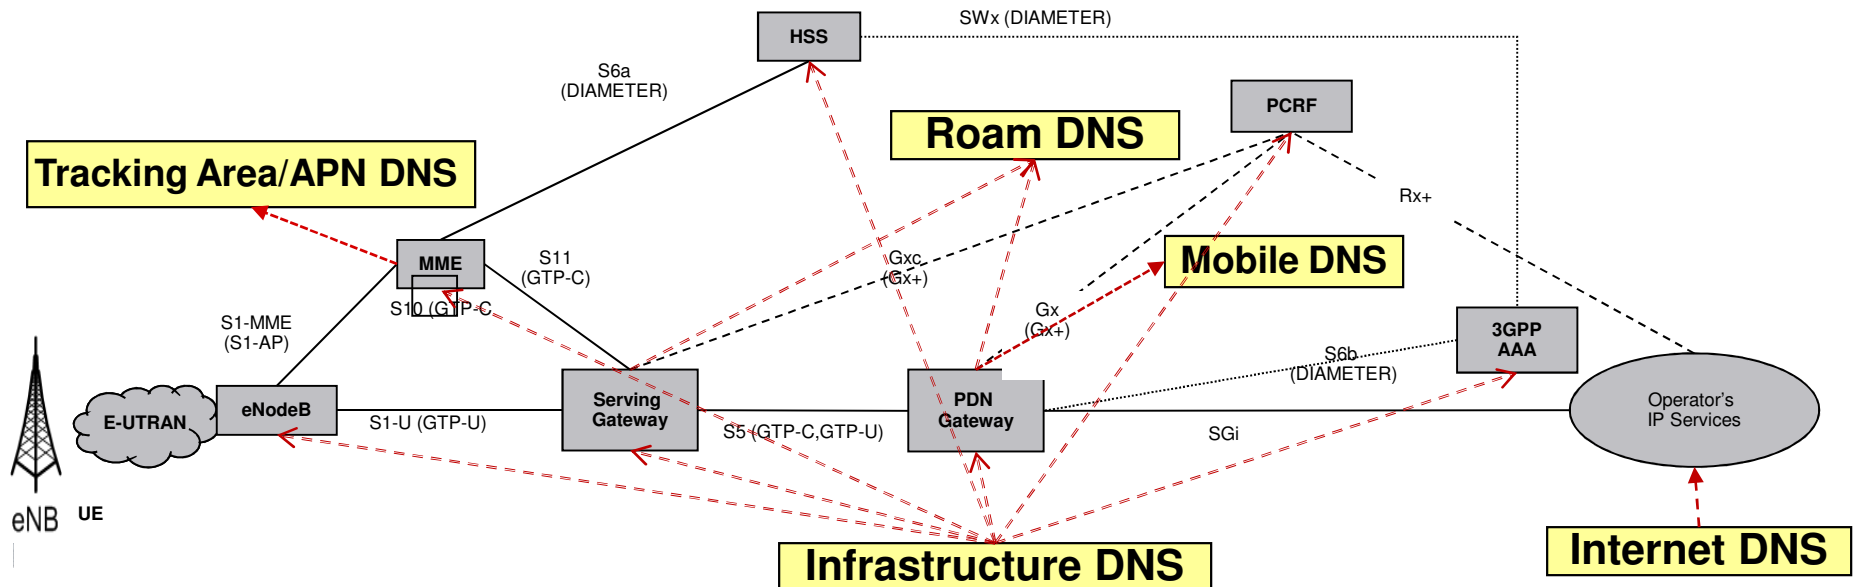 SWx (DIAMETER)
HSS
S6a
(DIAMETER)
PCRF
Roam DNS
Tracking Area/APN DNS
Rx+
MME
S11
(GTP-C)
Gxc
(Gx+)
Mobile DNS
S10 (GTP-C
S1-MME
(S1-AP)
Gx
(Gx+)
3GPP
AAA
S6b
(DIAMETER)
E-UTRAN
eNodeB
S1-U (GTP-U)
Serving
Gateway
S5 (GTP-C,GTP-U)
PDN
Gateway
SGi
Operator's
IP Services
eNB
UE
Infrastructure DNS
Internet DNS